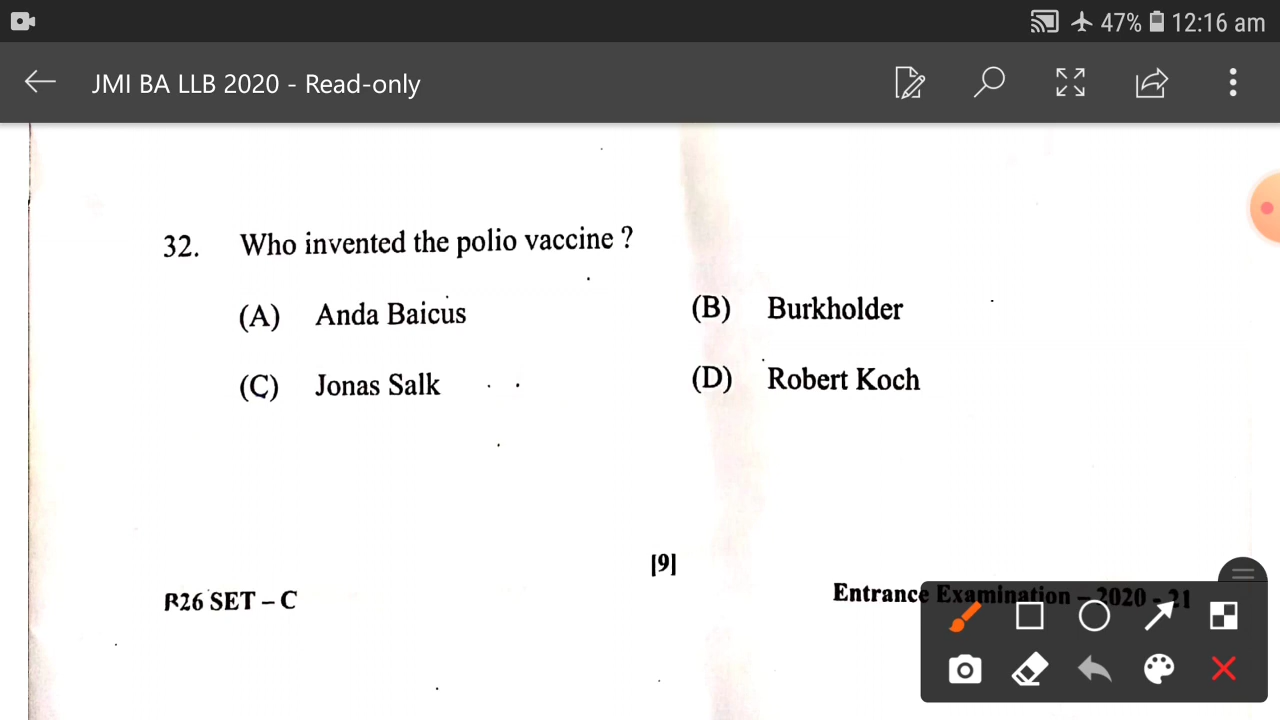 47% 12:16 am
JMI BA LLB 2020 - Read-only
32. Who invented the polio vaccine ?
(A) Anda Baicus (B) Burkholder
(C) Jonas Salk (D) Robert Koch
[9]
R26 SET – C
Entrance Examination – 2020 - 21